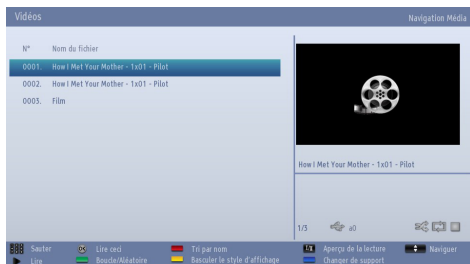 Vidéos
Navigation Média
N° Nom du fichier
0001. How I Met Your Mother - 1x01 - Pilot
0002. How I Met Your Mother - 1x01 - Pilot
0003. Film
How I Met Your Mother - 1x01 - Pilot
1/3 a0
Sauter OK Lire ceci Tri par nom Aperçu de la lecture Naviguer
Lire Boucle/Aléatoire Basculer le style d'affichage Changer de support